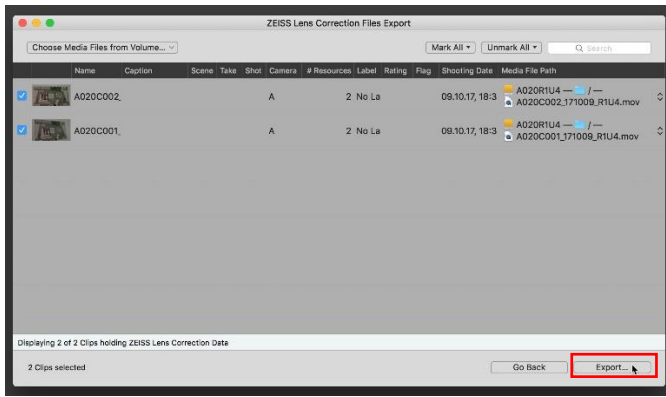 ZEISS Lens Correction Files Export
Choose Media Files from Volume...
Mark All
Unmark All
Search
Name Caption Scene Take Shot Camera # Resources Label Rating Flag Shooting Date Media File Path
A020C002_ A 2 No La 09.10.17, 18:3 A020R1U4 — / —
A020C002_171009_R1U4.mov
A020C001_ A 2 No La 09.10.17, 18:3 A020R1U4 — / —
A020C001_171009_R1U4.mov
Displaying 2 of 2 Clips holding ZEISS Lens Correction Data
2 Clips selected
Go Back
Export...